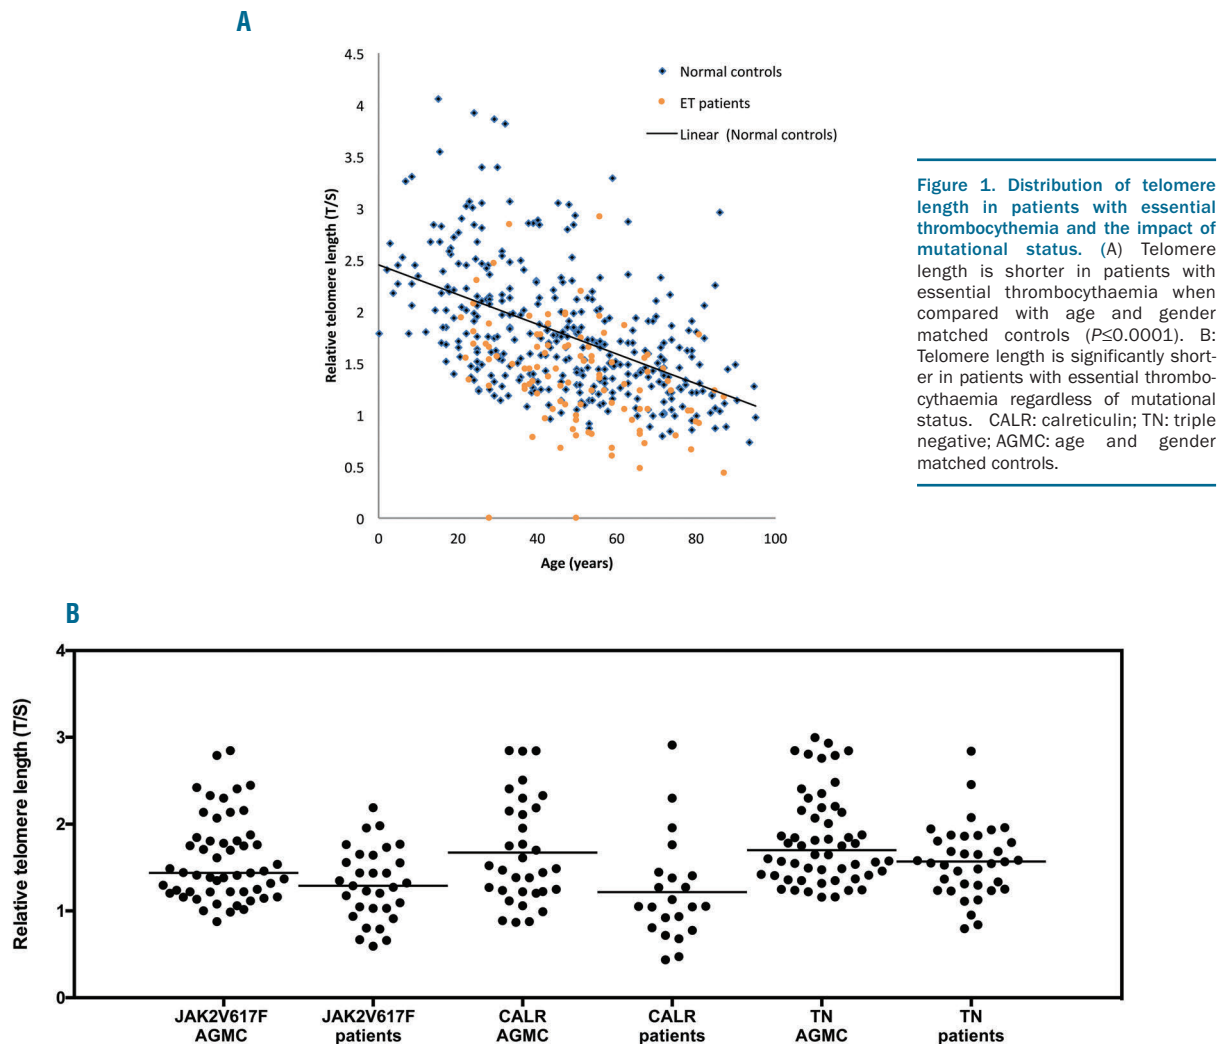 A
4.5
4
3.5
3
2.5
2
1.5
1
0.5
0
Relative telomere length (T/S)
0 20 40 60 80 100
Age (years)
Normal controls
ET patients
Linear (Normal controls)
Figure 1. Distribution of telomere
length in patients with essential
thrombocythemia and the impact of
mutational status. (A) Telomere
length is shorter in patients with
essential thrombocythaemia when
compared with age and gender
matched controls (P≤0.0001). B:
Telomere length is significantly short-
er in patients with essential thrombo-
cythaemia regardless of mutational
status. CALR: calreticulin; TN: triple
negative; AGMC: age and gender
matched controls.
B
4
3
2
1
0
Relative telomere length (T/S)
JAK2V617F JAK2V617F CALR CALR TN TN
AGMC patients AGMC patients AGMC patients